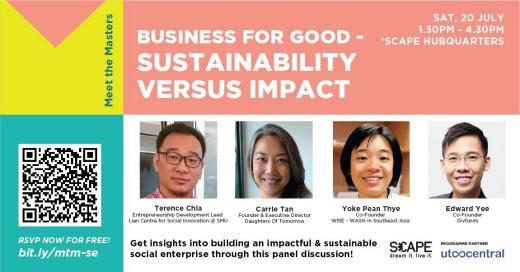 Meet the Masters
BUSINESS FOR GOOD -
SUSTAINABILITY
VERSUS IMPACT
SAT, 20 JULY
1.30PM - 4.30PM
*SCAPE HUBQUARTERS
Terence Chia
Entrepreneurship Development Lead
Lien Centre for Social Innovation @ SMU
Carrie Tan
Founder & Executive Director
Daughters Of Tomorrow
Yoke Pean Thye
Co-Founder
WISE - WASH in Southeast Asia
Edward Yee
Co-Founder
Givfunds
RSVP NOW FOR FREE!
bit.ly/mtm-se
Get insights into building an impactful & sustainable
social enterprise through this panel discussion!
SCAPE
dream it. live it.
PROGRAMME PARTNER
utoocentral